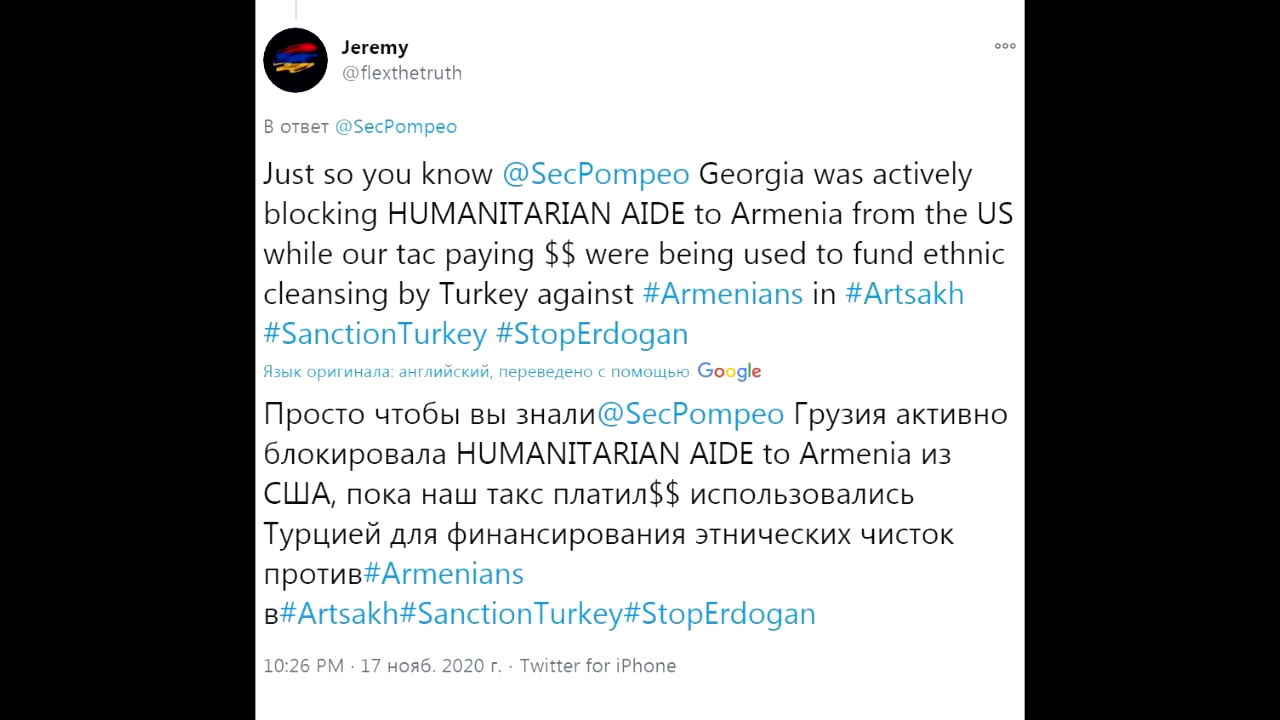 Jeremy
@flexthetruth
В ответ @SecPompeo
Just so you know @SecPompeo Georgia was actively
blocking HUMANITARIAN AIDE to Armenia from the US
while our tac paying $$ were being used to fund ethnic
cleansing by Turkey against #Armenians in #Artsakh
#SanctionTurkey #StopErdogan
Язык оригинала: английский, переведено с помощью Google
Просто чтобы вы знали@SecPompeo Грузия активно
блокировала HUMANITARIAN AIDE to Armenia из
США, пока наш такс платил$$ использовались
Турцией для финансирования этнических чисток
против#Armenians
в#Artsakh#SanctionTurkey#StopErdogan
10:26 PM · 17 нояб. 2020 г. · Twitter for iPhone